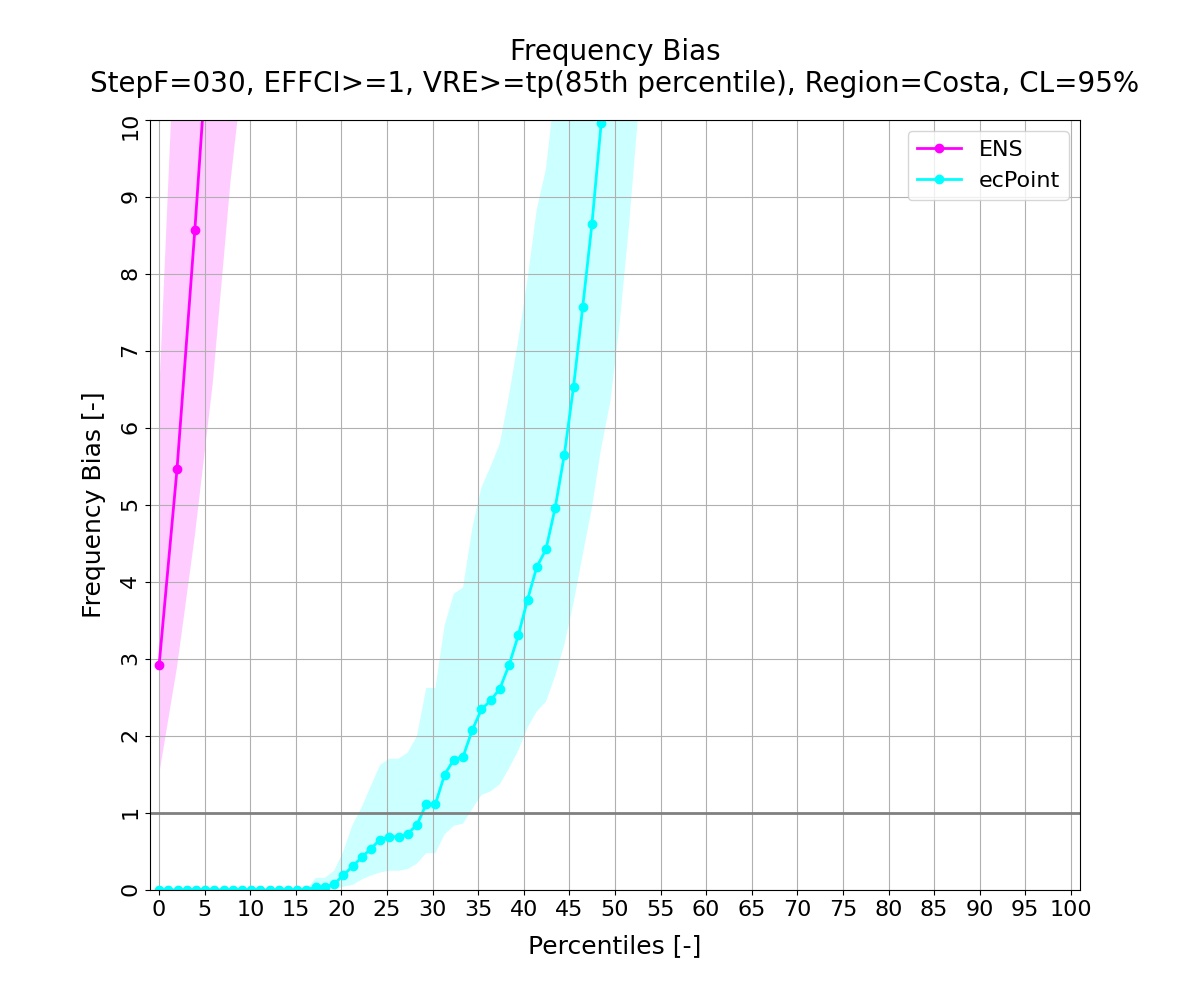 Frequency Bias
StepF=030, EFFCI>=1, VRE>=tp(85th percentile), Region=Costa, CL=95%
ENS
ecPoint
Frequency Bias [-]
10
9
8
7
6
5
4
3
2
1
0
0 5 10 15 20 25 30 35 40 45 50 55 60 65 70 75 80 85 90 95 100
Percentiles [-]